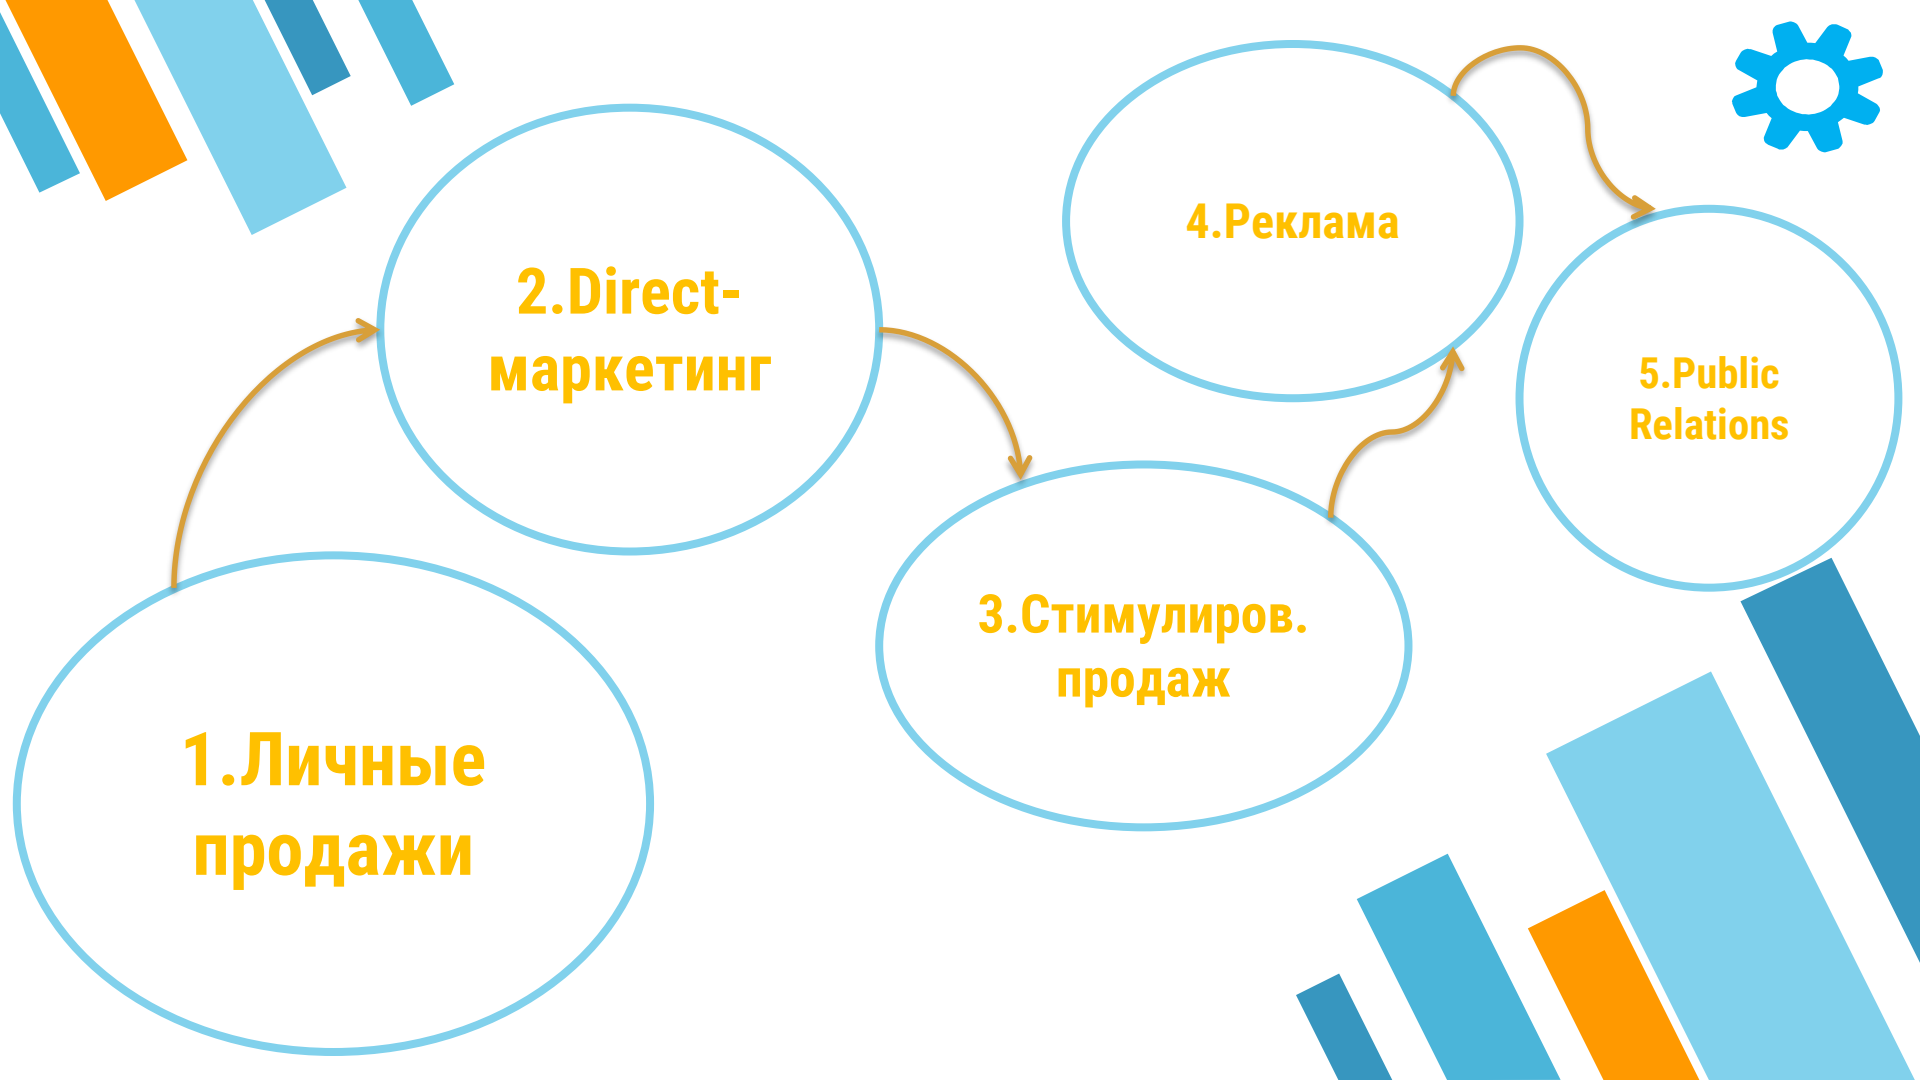 1.Личные
продажи
2.Direct-
маркетинг
3.Стимулиров.
продаж
4.Реклама
5.Public
Relations